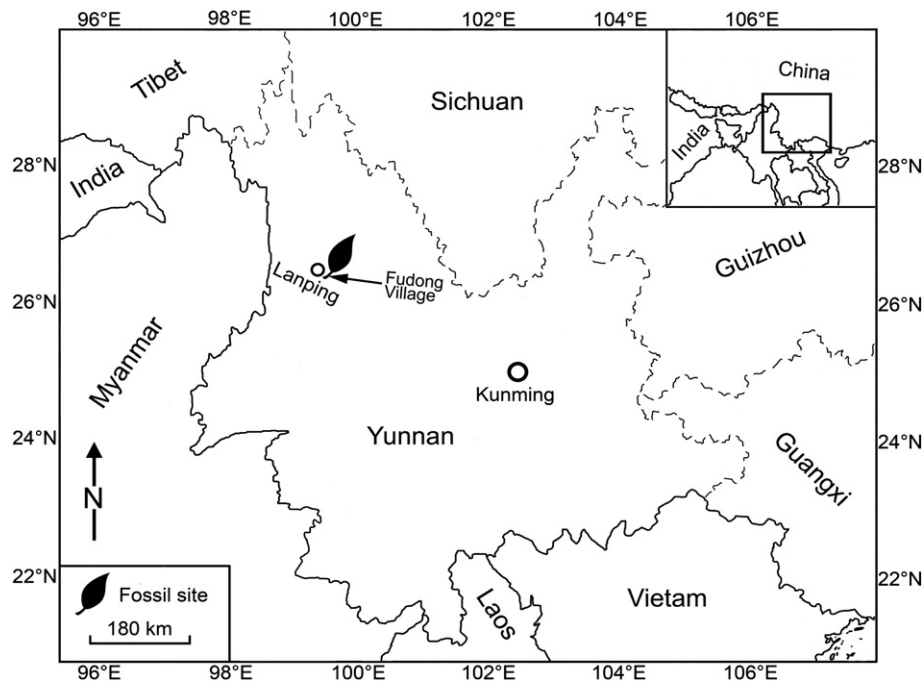 96°E 98°E 100°E 102°E 104°E 106°E
Tibet
Sichuan
China
India
28°N 28°N
India
Guizhou
Lanping
Fudong
Village
26°N 26°N
Myanmar
Kunming
Yunnan
24°N 24°N
Guangxi
N
22°N 22°N
Fossil site
Laos
Vietam
180 km
96°E 98°E 100°E 102°E 104°E 106°E